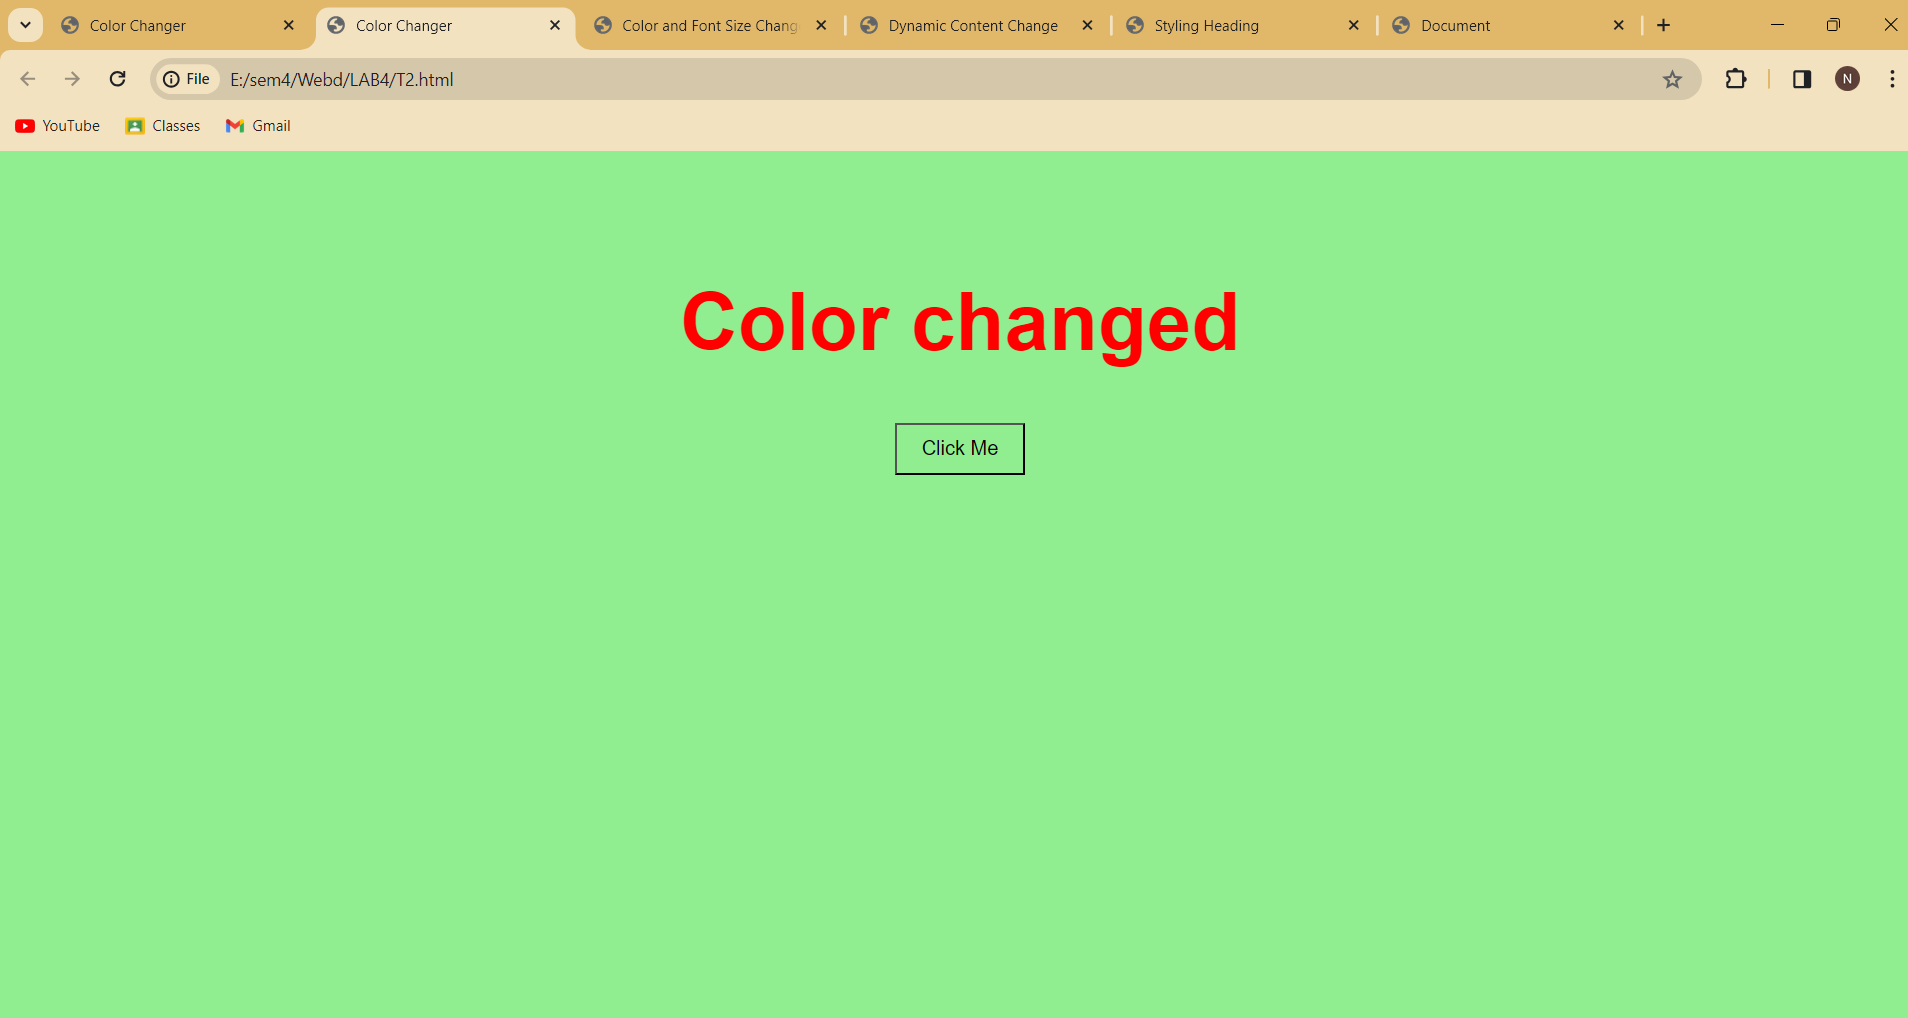 Color Changer
Color Changer
Color and Font Size Chang
Dynamic Content Change
Styling Heading
Document
File
E:/sem4/Webd/LAB4/T2.html
N
YouTube
Classes
Gmail
Color changed
Click Me